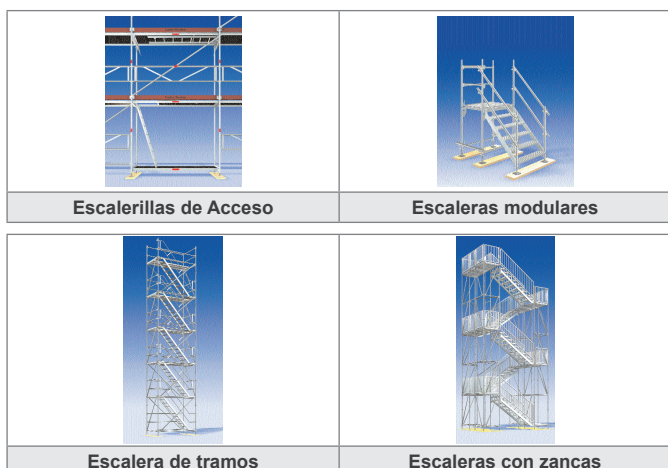 Escalerillas de Acceso
Escaleras modulares
Escalera de tramos
Escaleras con zancas